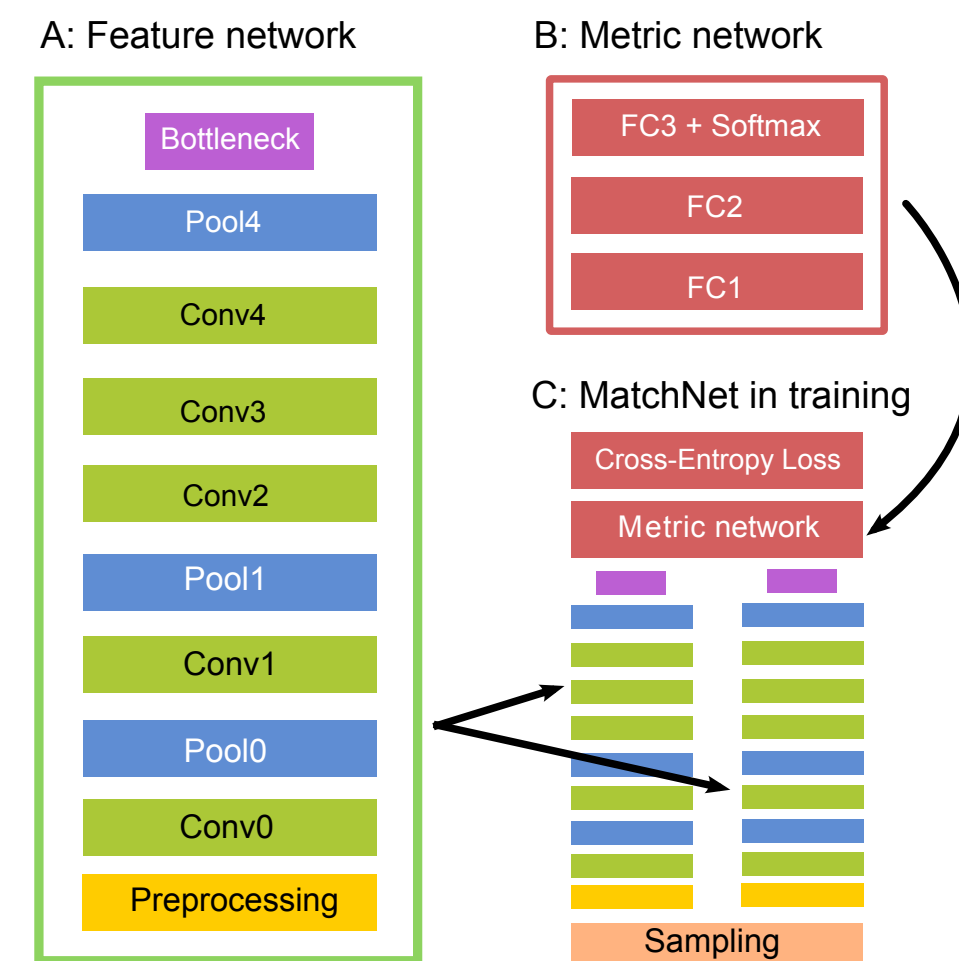 A: Feature network
Bottleneck
Pool4
Conv4
Conv3
Conv2
Pool1
Conv1
Pool0
Conv0
Preprocessing
B: Metric network
FC3 + Softmax
FC2
FC1
C: MatchNet in training
Cross-Entropy Loss
Metric network
Sampling